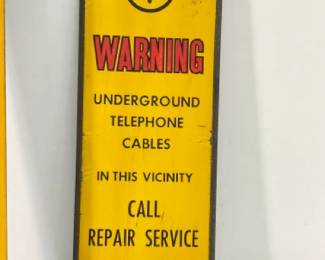 WARNING
UNDERGROUND
TELEPHONE
CABLES
IN THIS VICINITY
CALL
REPAIR SERVICE